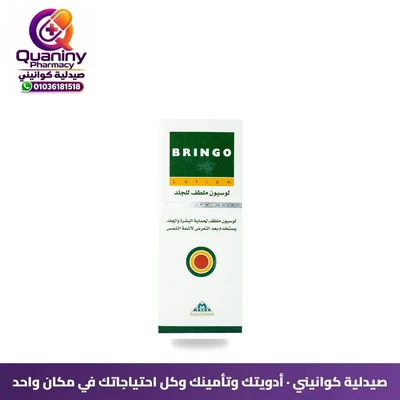 Quaniny
Pharmacy
صيدلية كوانيني
01036181518
BRINGO
LOTION
لوسيون ملطف للجلد
لوسيون ملطف لحماية البشرة والجلد
يستخدم بعد التعرض لأشعة الشمس
صيدلية كوانيني · أدويتك وتأمينك وكل احتياجاتك في مكان واحد